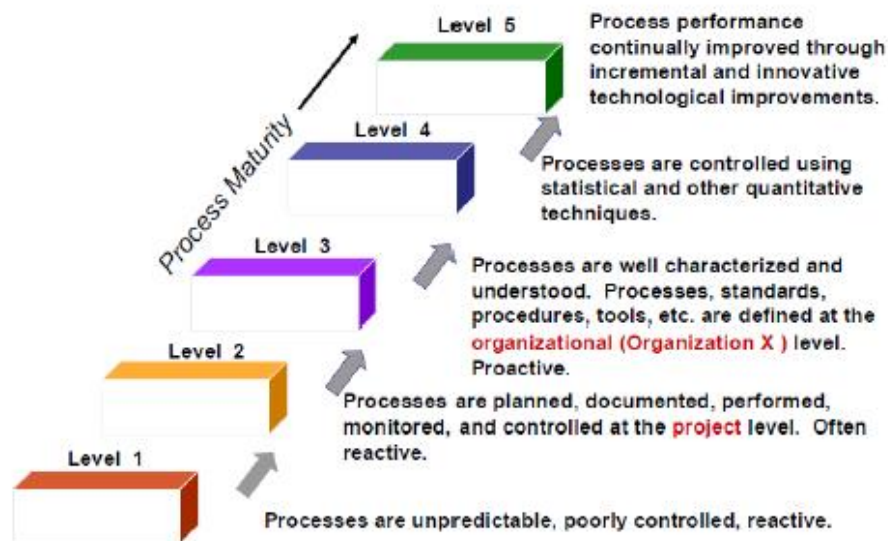 Level 5
Process performance
continually improved through
incremental and innovative
technological improvements.
Process Maturity
Level 4
Processes are controlled using
statistical and other quantitative
techniques.
Level 3
Processes are well characterized and
understood. Processes, standards,
procedures, tools, etc. are defined at the
organizational (Organization X ) level.
Proactive.
Level 2
Processes are planned, documented, performed,
monitored, and controlled at the project level. Often
reactive.
Level 1
Processes are unpredictable, poorly controlled, reactive.